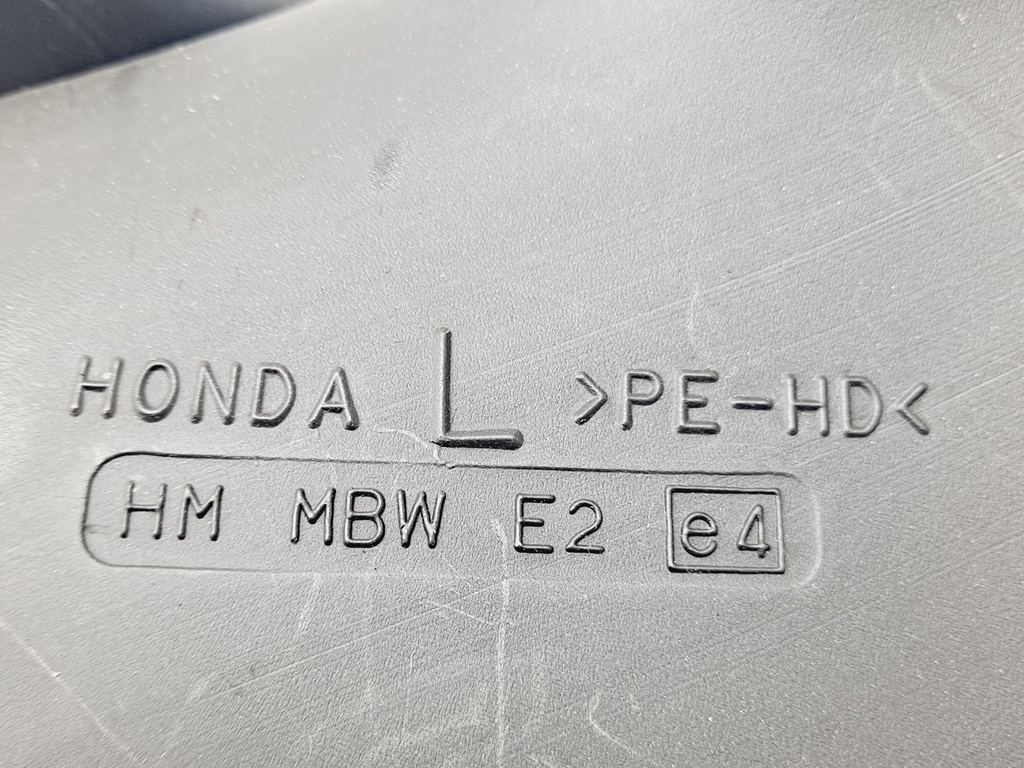 HONDA L >PE-HD<
HM MBW E2 e4